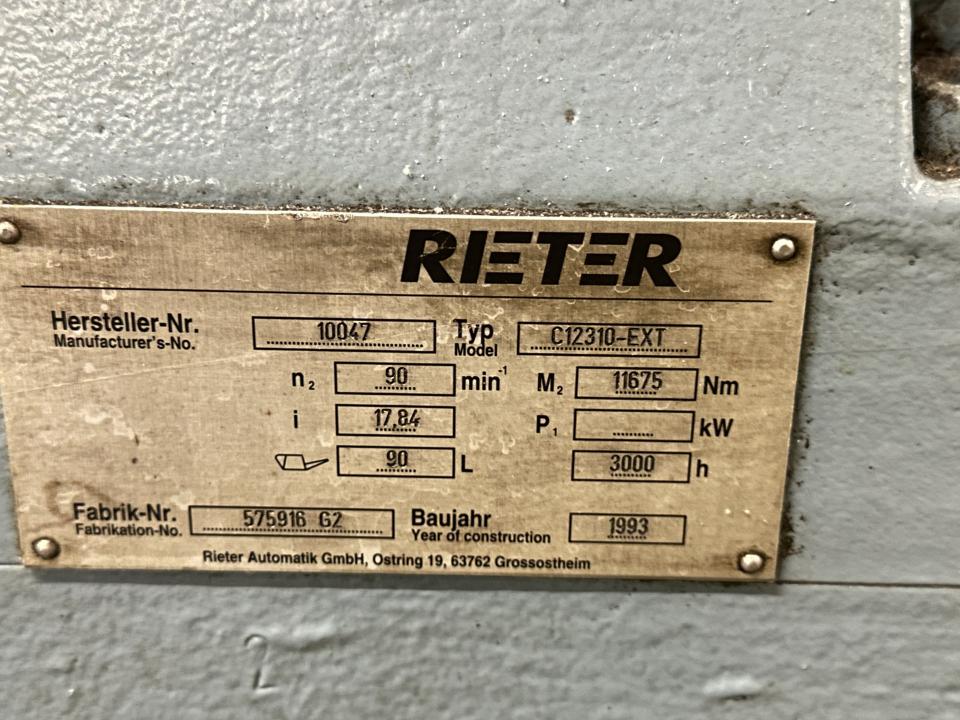 RIETER
Hersteller-Nr. 10047 Typ C12310-EXT
Manufacturer's-No. Model
n₂ 90 min⁻¹ M₂ 11675 Nm
i 17,84 P₁ kW
90 L 3000 h
Fabrik-Nr. 575916 G2 Baujahr 1993
Fabrikation-No. Year of construction
Rieter Automatik GmbH, Ostring 19, 63762 Grossostheim
2